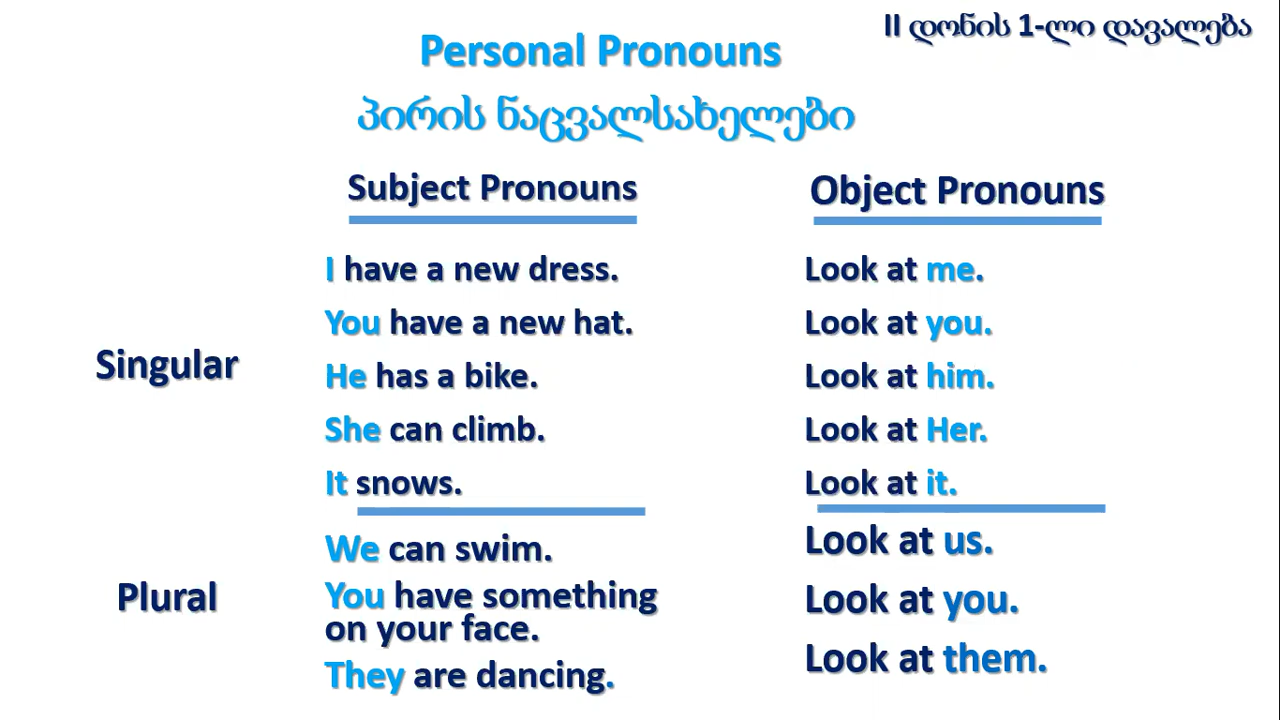 II დონის 1-ლი დავალება
Personal Pronouns
პირის ნაცვალსახელები
Subject Pronouns
Object Pronouns
Singular
I have a new dress.
Look at me.
You have a new hat.
Look at you.
He has a bike.
Look at him.
She can climb.
Look at Her.
It snows.
Look at it.
Plural
We can swim.
Look at us.
You have something
on your face.
Look at you.
They are dancing.
Look at them.